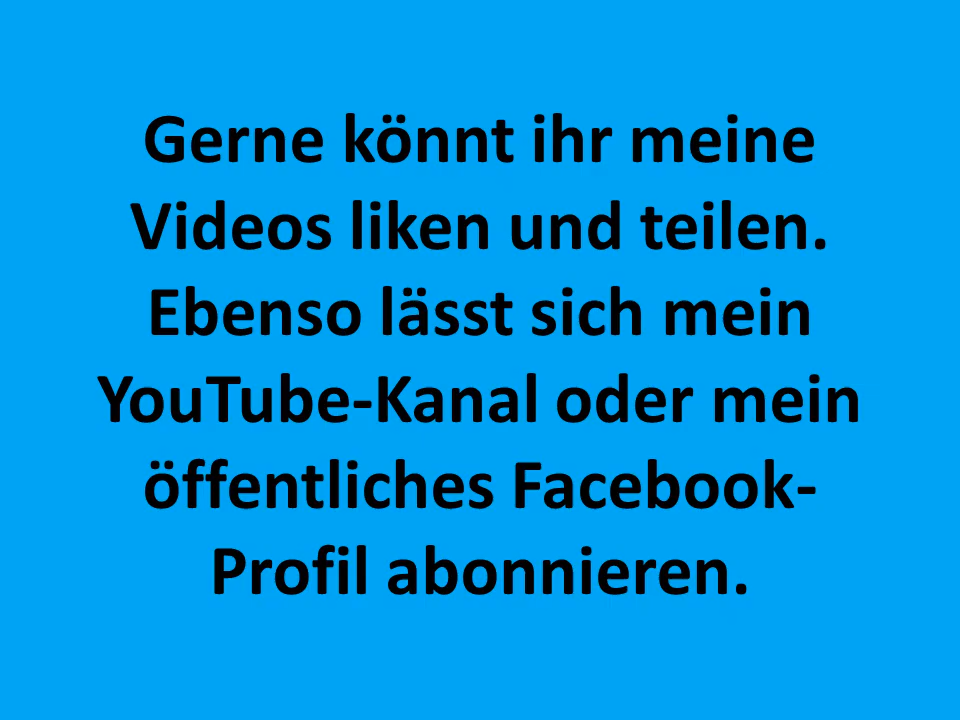 Gerne könnt ihr meine
Videos liken und teilen.
Ebenso lässt sich mein
YouTube-Kanal oder mein
öffentliches Facebook-
Profil abonnieren.